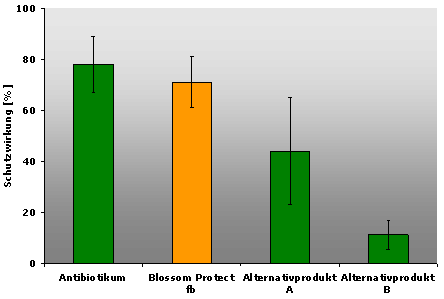 Schutzwirkung [%]
100
80
60
40
20
0
Antibiotikum
Blossom Protect
fb
Alternativprodukt
A
Alternativprodukt
B